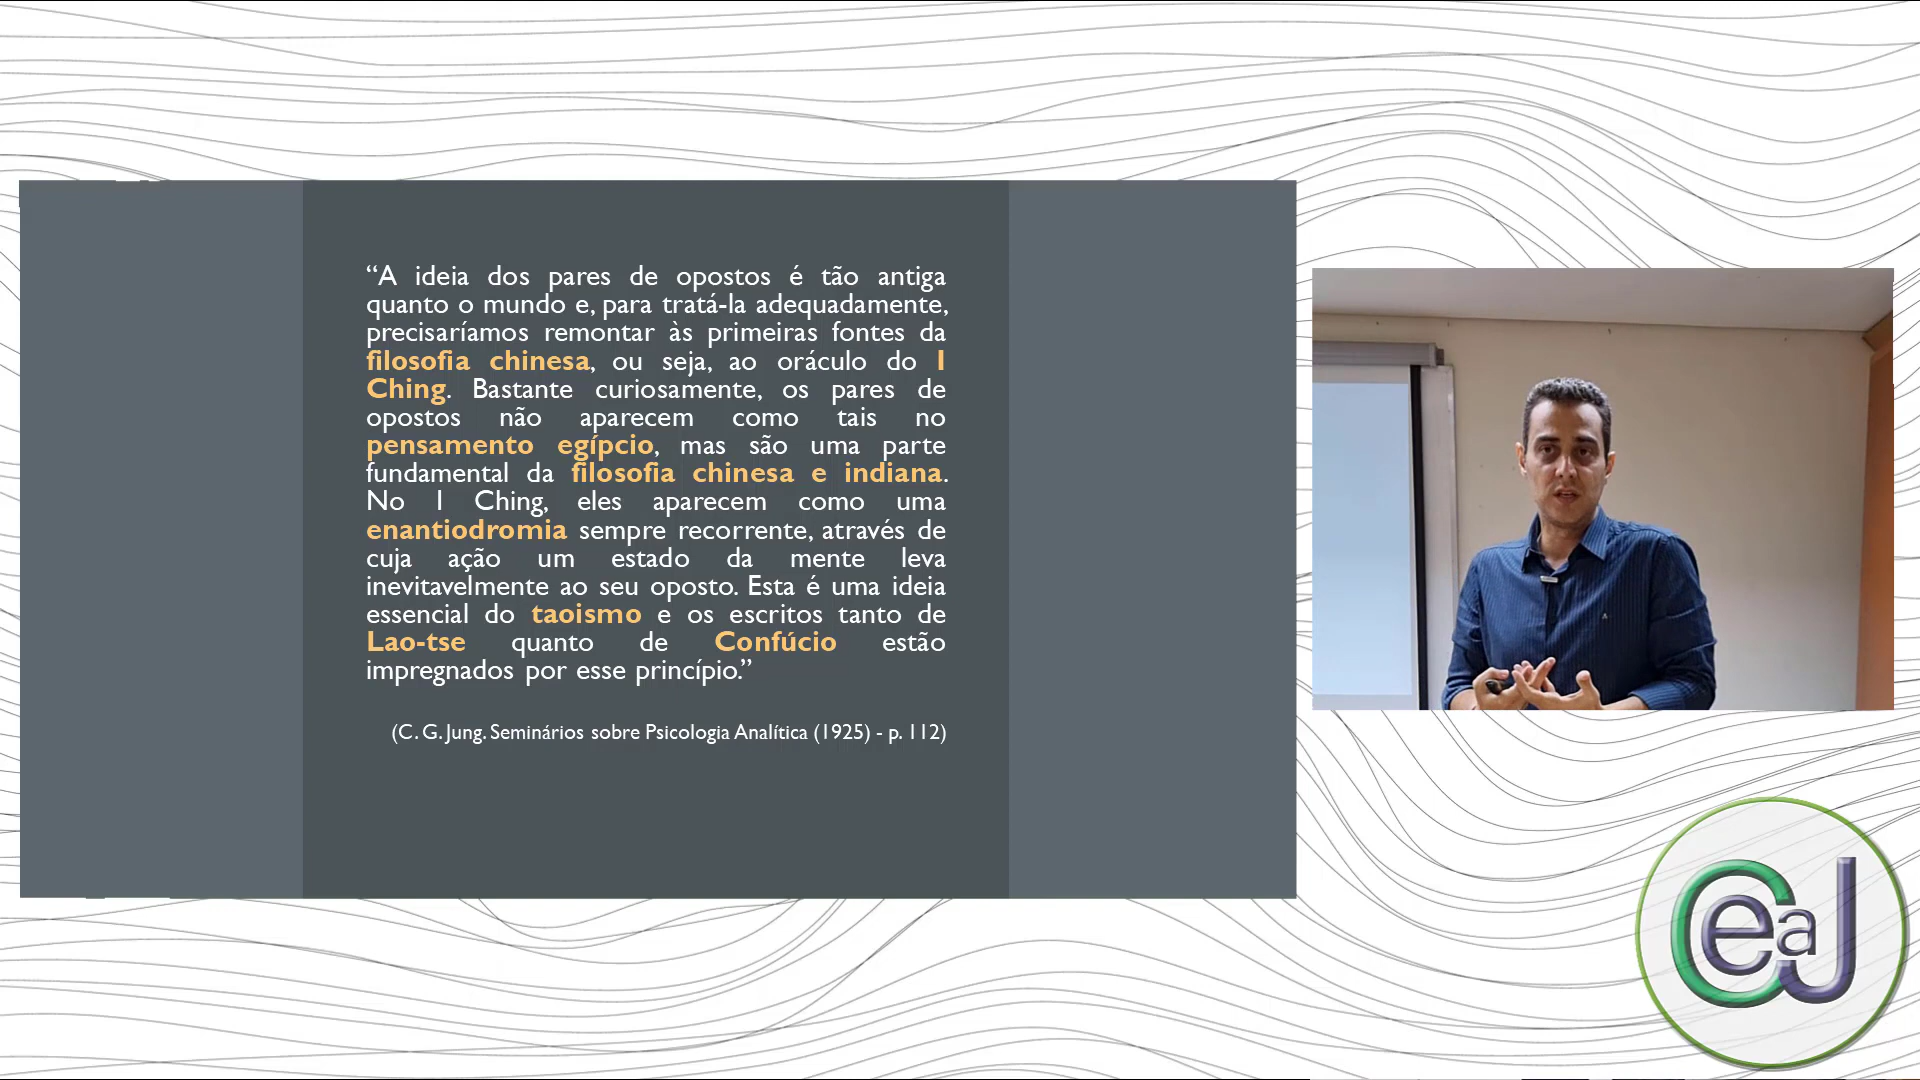 “A ideia dos pares de opostos é tão antiga
quanto o mundo e, para tratá-la adequadamente,
precisaríamos remontar às primeiras fontes da
filosofia chinesa, ou seja, ao oráculo do I
Ching. Bastante curiosamente, os pares de
opostos não aparecem como tais no
pensamento egípcio, mas são uma parte
fundamental da filosofia chinesa e indiana.
No I Ching, eles aparecem como uma
enantiodromia sempre recorrente, através de
cuja ação um estado da mente leva
inevitavelmente ao seu oposto. Esta é uma ideia
essencial do taoismo e os escritos tanto de
Lao-tse quanto de Confúcio estão
impregnados por esse princípio.”
(C. G. Jung. Seminários sobre Psicologia Analítica (1925) - p. 112)
CeaJ